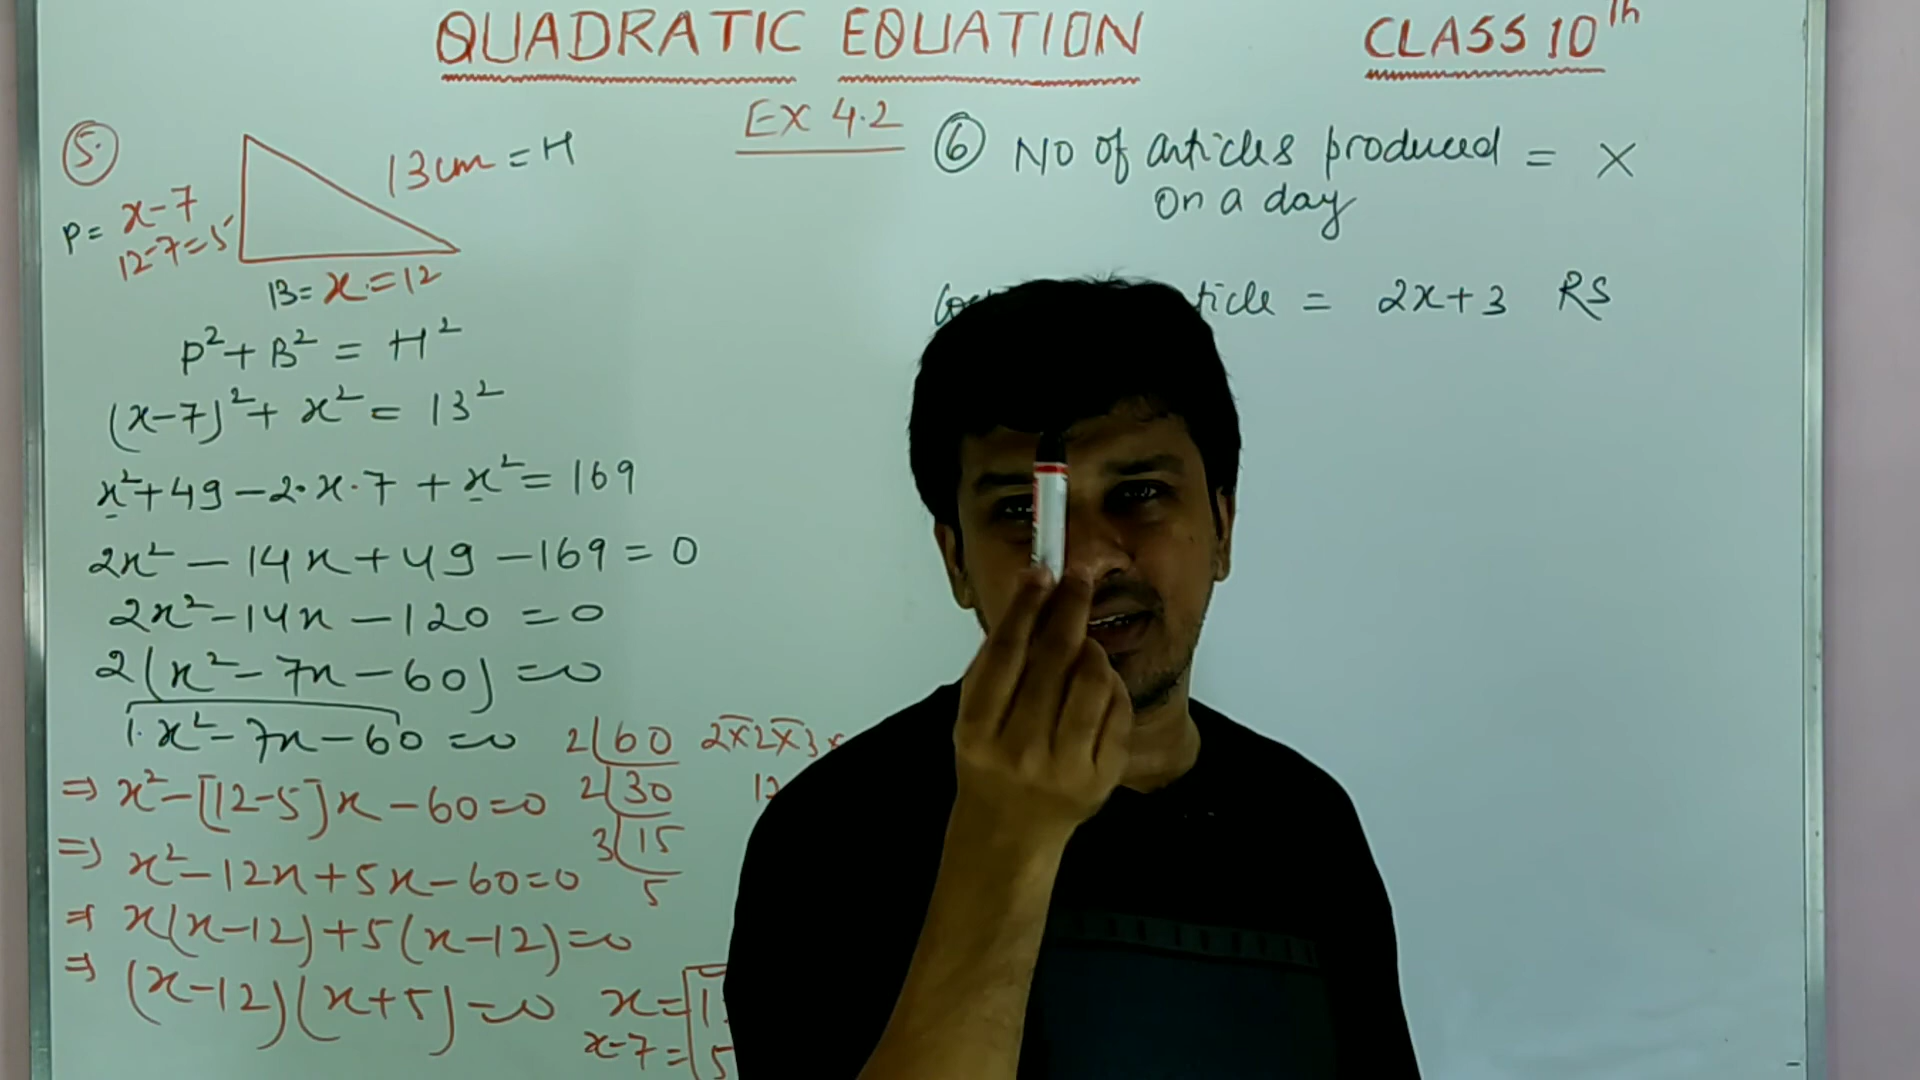 QUADRATIC EQUATION
CLASS 10th
EX 4.2
5.
13cm = H
P = x-7
12-7=5
B = x = 12
P² + B² = H²
(x-7)² + x² = 13²
x² + 49 - 2·x·7 + x² = 169
2x² - 14x + 49 - 169 = 0
2x² - 14x - 120 = 0
2(x² - 7x - 60) = 0
1·x² - 7x - 60 = 0
⇒ x² - [12-5]x - 60 = 0
⇒ x² - 12x + 5x - 60 = 0
⇒ x(x-12) + 5(x-12) = 0
⇒ (x-12)(x+5) = 0
2 60
2 30
3 15
5
2x2x3x
x =
x-7 = 5
6 No of articles produced = x
on a day
= 2x+3 RS